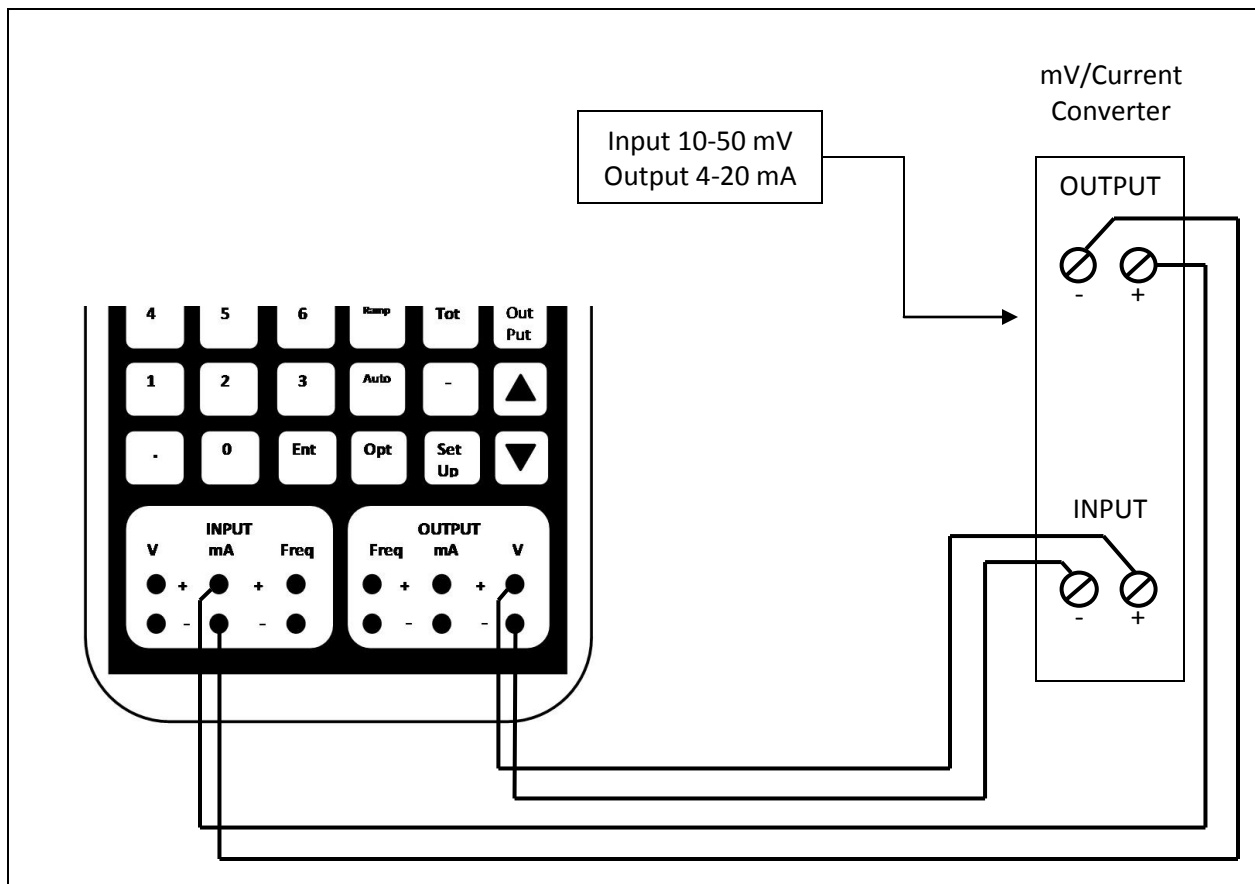 mV/Current
Converter
Input 10-50 mV
Output 4-20 mA
OUTPUT
- +
INPUT
- +
4 5 6 Ramp Tot Out
Put
1 2 3 Auto -
. 0 Ent Opt Set
Up
INPUT
V mA Freq
+ +
- -
OUTPUT
Freq mA V
+ +
- -